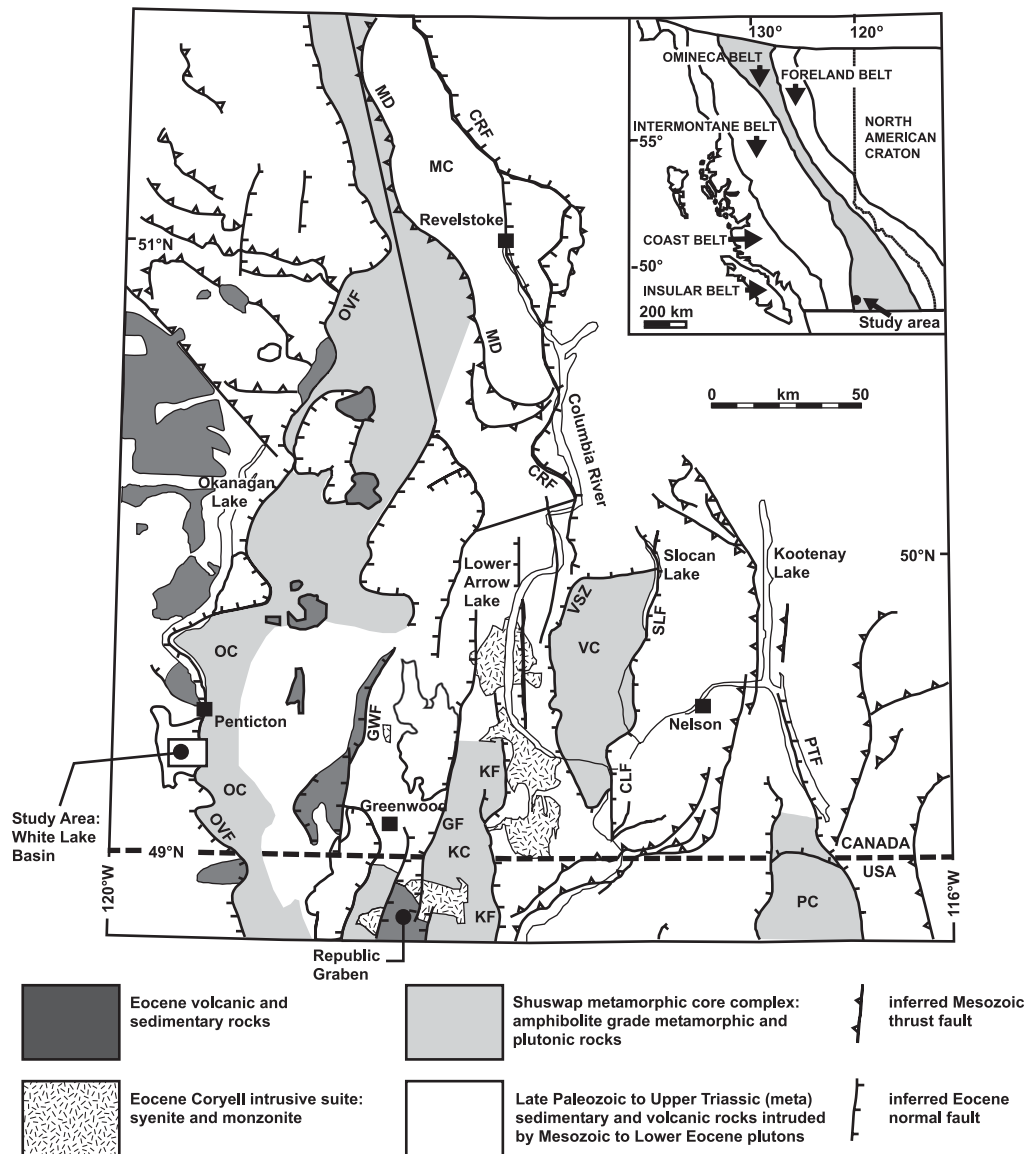 130°
120°
OMINECA BELT
FORELAND BELT
INTERMONTANE BELT
NORTH
AMERICAN
CRATON
55°
COAST BELT
50°
INSULAR BELT
200 km
Study area
MD
CRF
MC
Revelstoke
51°N
OVF
MD
0 km 50
Columbia River
Okanagan
Lake
CRF
50°N
Lower
Arrow
Lake
Slocan
Lake
Kootenay
Lake
VSZ
SLF
OC
VC
Penticton
GWF
Nelson
PTF
KF
CLF
OC
Greenwood
Study Area:
White Lake
Basin
OVF
GF
KC
49°N
CANADA
USA
120°W
KF
PC
116°W
Republic
Graben
Eocene volcanic and
sedimentary rocks
Shuswap metamorphic core complex:
amphibolite grade metamorphic and
plutonic rocks
inferred Mesozoic
thrust fault
Eocene Coryell intrusive suite:
syenite and monzonite
Late Paleozoic to Upper Triassic (meta)
sedimentary and volcanic rocks intruded
by Mesozoic to Lower Eocene plutons
inferred Eocene
normal fault